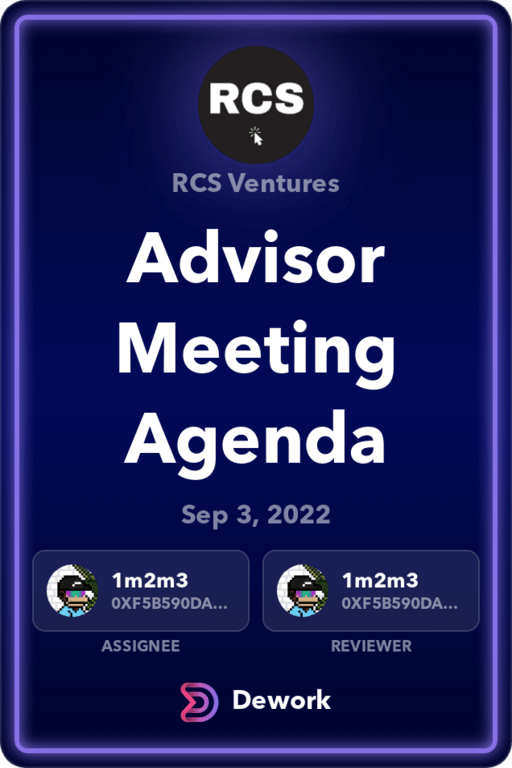 RCS
RCS Ventures
Advisor
Meeting
Agenda
Sep 3, 2022
1m2m3
0XF5B590DA...
ASSIGNEE
1m2m3
0XF5B590DA...
REVIEWER
Dework